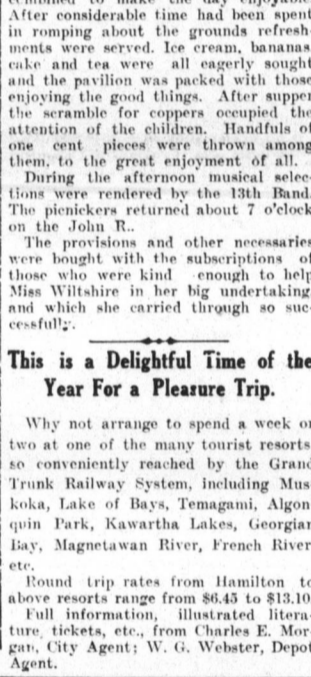 combined to make the day enjoyable.
After considerable time had been spent
in romping about the grounds refresh-
ments were served. Ice cream, bananas
cake and tea were all eagerly sought
and the pavilion was packed with those
enjoying the good things. After supper
the scramble for coppers occupied the
attention of the children. Handfuls of
one cent pieces were thrown among
them, to the great enjoyment of all.
During the afternoon musical selec-
tions were rendered by the 13th Band.
The picnickers returned about 7 o'clock
on the John R..
The provisions and other necessaries
were bought with the subscriptions of
those who were kind enough to help
Miss Wiltshire in her big undertaking
and which she carried through so suc-
cessfully.
This is a Delightful Time of the
Year For a Pleasure Trip.
Why not arrange to spend a week or
two at one of the many tourist resorts
so conveniently reached by the Grand
Trunk Railway System, including Mus
koka, Lake of Bays, Temagami, Algon
quin Park, Kawartha Lakes, Georgian
Bay, Magnetawan River, French River
etc.
Round trip rates from Hamilton to
above resorts range from $6.45 to $13.10
Full information, illustrated litera-
ture, tickets, etc., from Charles E. Mor-
gan, City Agent; W. G. Webster, Depot
Agent.